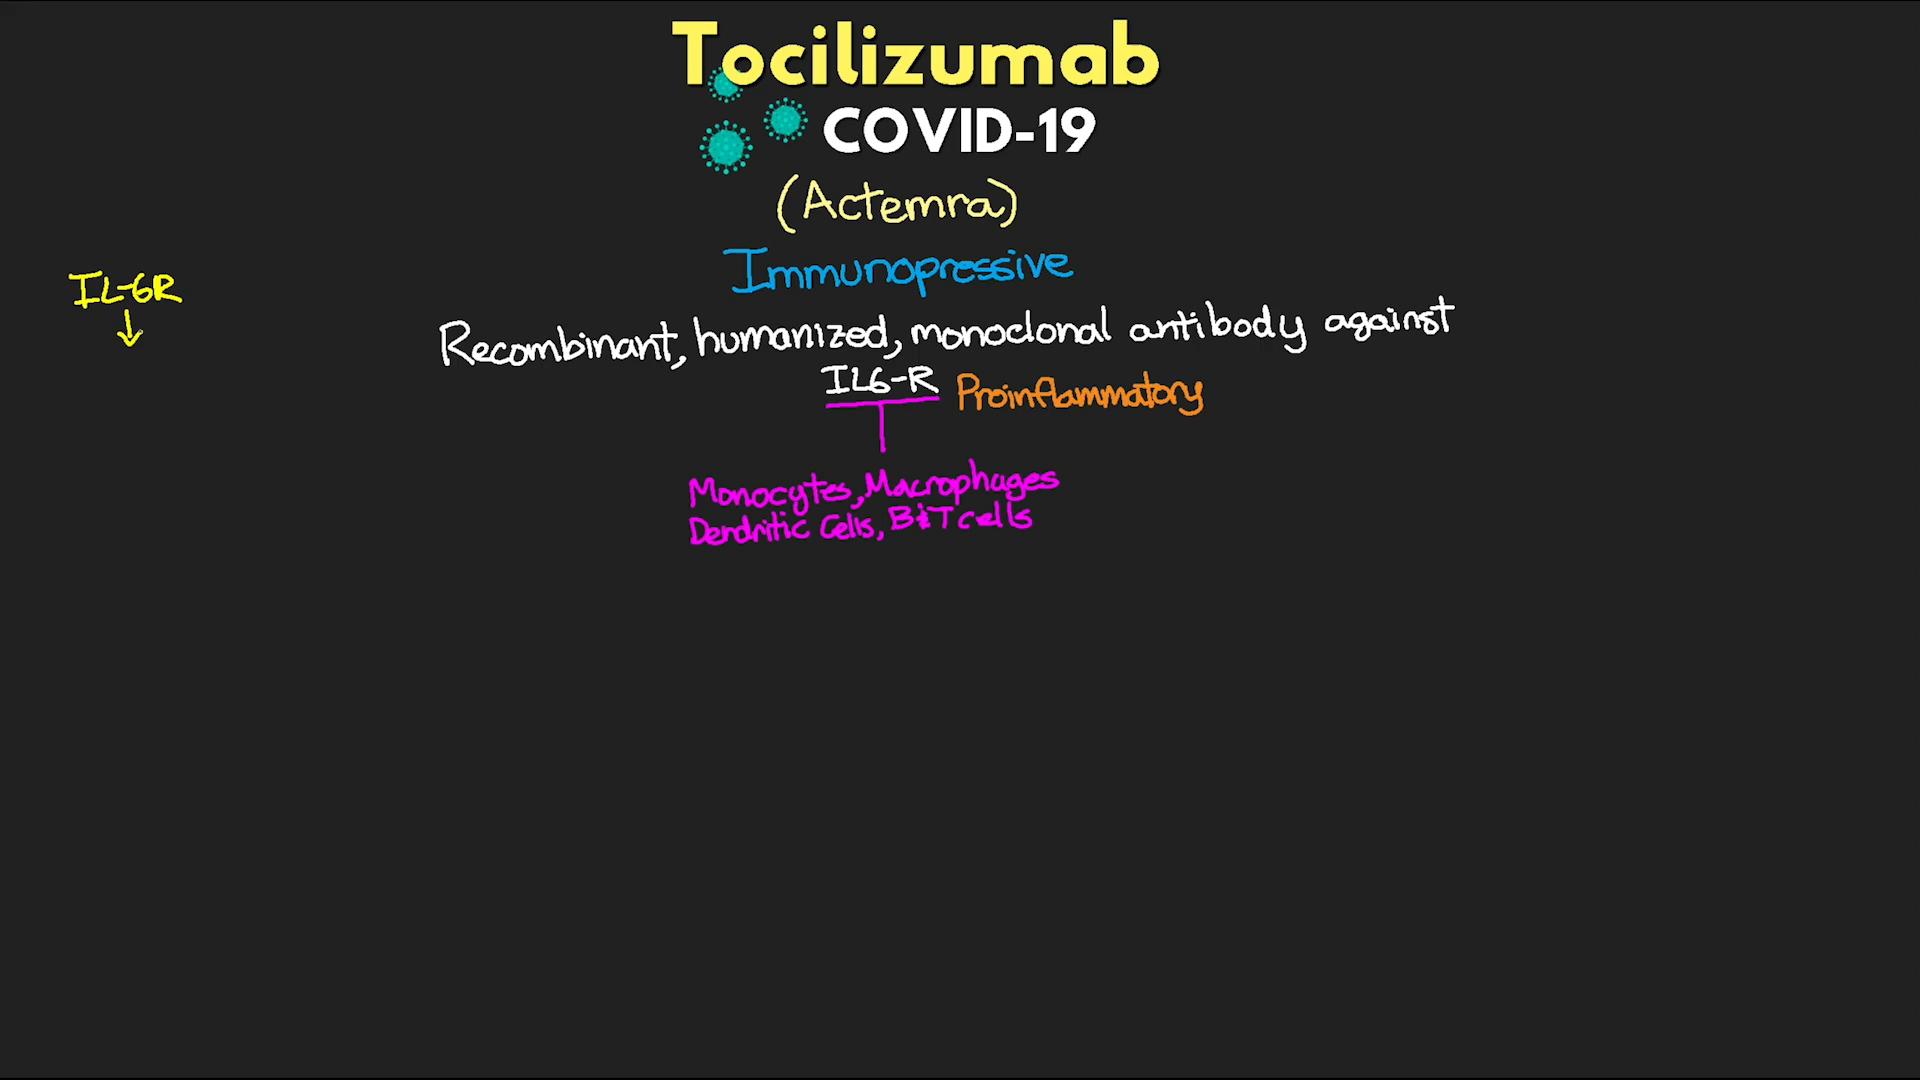 Tocilizumab
COVID-19
(Actemra)
Immunopressive
IL-6R
Recombinant, humanized, monoclonal antibody against
IL6-R Proinflammatory
Monocytes, Macrophages
Dendritic Cells, B & T cells